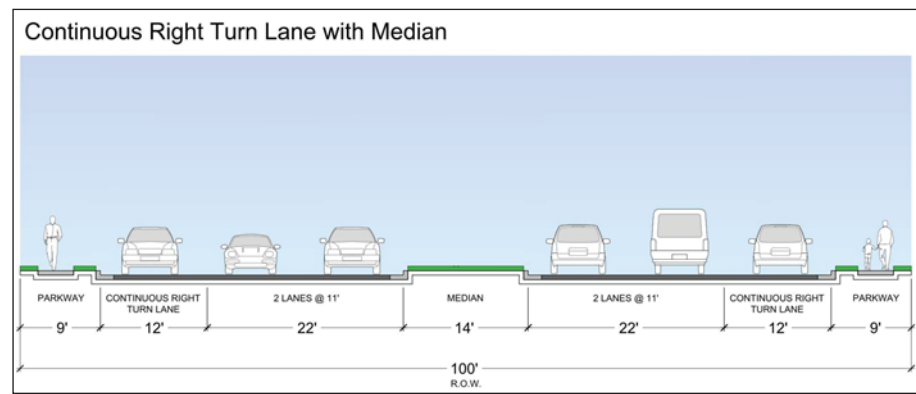 Continuous Right Turn Lane with Median
PARKWAY
CONTINUOUS RIGHT
TURN LANE
2 LANES @ 11'
MEDIAN
2 LANES @ 11'
CONTINUOUS RIGHT
TURN LANE
PARKWAY
9'
12'
22'
14'
22'
12'
9'
100'
R.O.W.